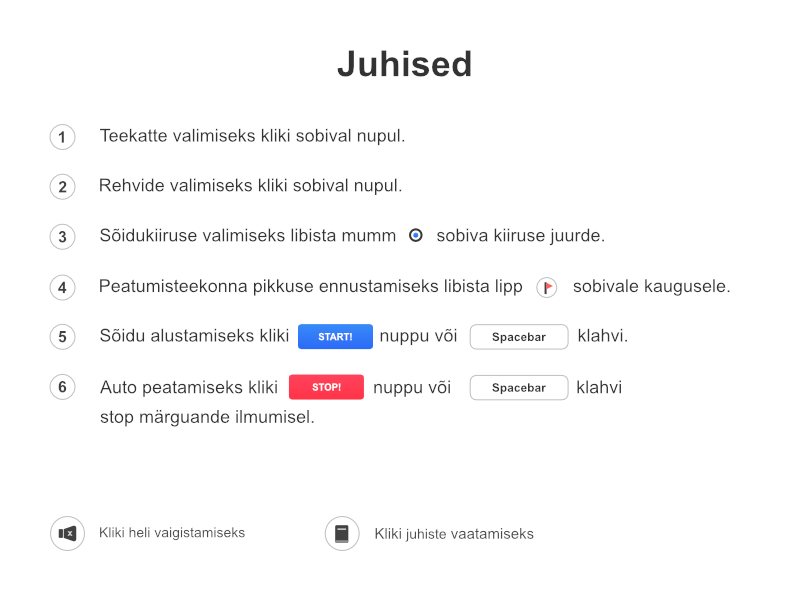 Juhised
1 Teekatte valimiseks kliki sobival nupul.
2 Rehvide valimiseks kliki sobival nupul.
3 Sõidukiiruse valimiseks libista mumm sobiva kiiruse juurde.
4 Peatumisteekonna pikkuse ennustamiseks libista lipp sobivale kaugusele.
5 Sõidu alustamiseks kliki START! nuppu või Spacebar klahvi.
6 Auto peatamiseks kliki STOP! nuppu või Spacebar klahvi
stop märguande ilmumisel.
x Kliki heli vaigistamiseks Kliki juhiste vaatamiseks